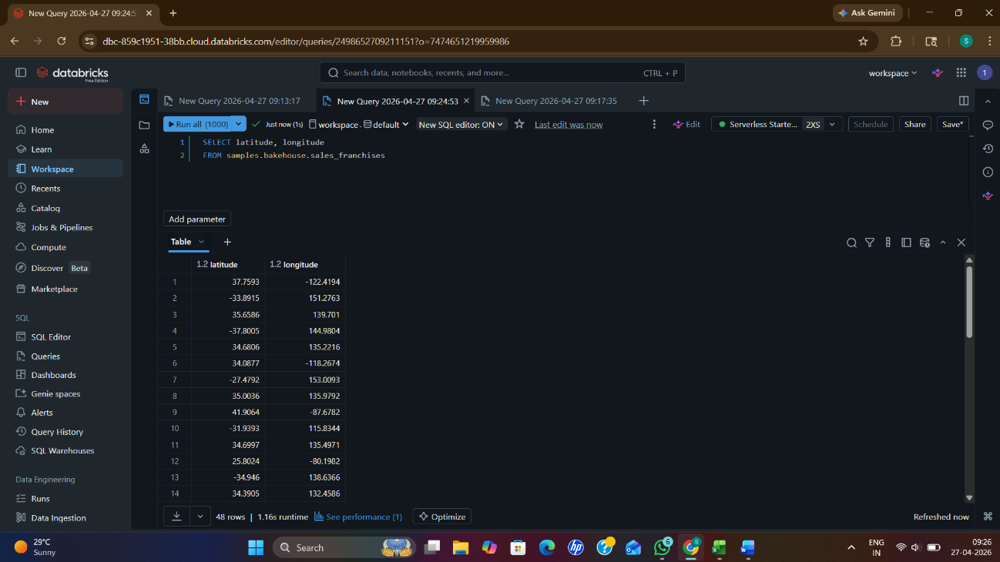 New Query 2026-04-27 09:24:5
Ask Gemini
dbc-859c1951-38bb.cloud.databricks.com/editor/queries/2498652709211151?o=7474651219959986
S
databricks
Free Edition
Search data, notebooks, recents, and more...
CTRL + P
workspace
1
New
Home
Learn
Workspace
Recents
Catalog
Jobs & Pipelines
Compute
Discover
Beta
Marketplace
SQL
SQL Editor
Queries
Dashboards
Genie spaces
Alerts
Query History
SQL Warehouses
Data Engineering
Runs
Data Ingestion
New Query 2026-04-27 09:13:17
New Query 2026-04-27 09:24:53
New Query 2026-04-27 09:17:35
Run all (1000)
Just now (1s)
workspace.
default
New SQL editor: ON
Last edit was now
Edit
Serverless Starte...
2XS
Schedule
Share
Save*
1 SELECT latitude, longitude
2 FROM samples.bakehouse.sales_franchises
Add parameter
Table
1.2 latitude 1.2 longitude
1 37.7593 -122.4194
2 -33.8915 151.2763
3 35.6586 139.701
4 -37.8005 144.9804
5 34.6806 135.2216
6 34.0877 -118.2674
7 -27.4792 153.0093
8 35.0036 135.9792
9 41.9064 -87.6782
10 -31.9393 115.8344
11 34.6997 135.4971
12 25.8024 -80.1982
13 -34.946 138.6366
14 34.3905 132.4586
48 rows | 1.16s runtime
See performance (1)
Optimize
Refreshed now
29°C
Sunny
Search
6
S
ENG
IN
09:26
27-04-2026